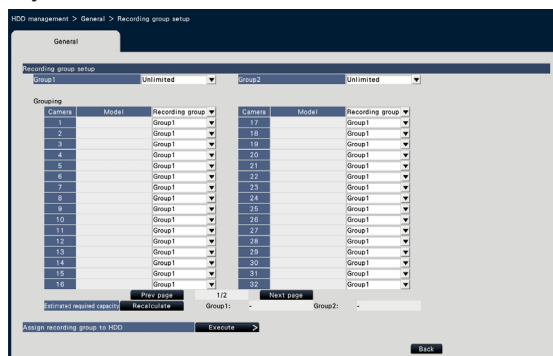 HDD management > General > Recording group setup
General
Recording group setup
Group1 Unlimited Group2 Unlimited
Grouping
Camera Model Recording group Camera Model Recording group
1 Group1 17 Group1
2 Group1 18 Group1
3 Group1 19 Group1
4 Group1 20 Group1
5 Group1 21 Group1
6 Group1 22 Group1
7 Group1 23 Group1
8 Group1 24 Group1
9 Group1 25 Group1
10 Group1 26 Group1
11 Group1 27 Group1
12 Group1 28 Group1
13 Group1 29 Group1
14 Group1 30 Group1
15 Group1 31 Group1
16 Group1 32 Group1
Prev page 1/2 Next page
Estimated required capacity Recalculate Group1: - Group2: -
Assign recording group to HDD Execute >
Back